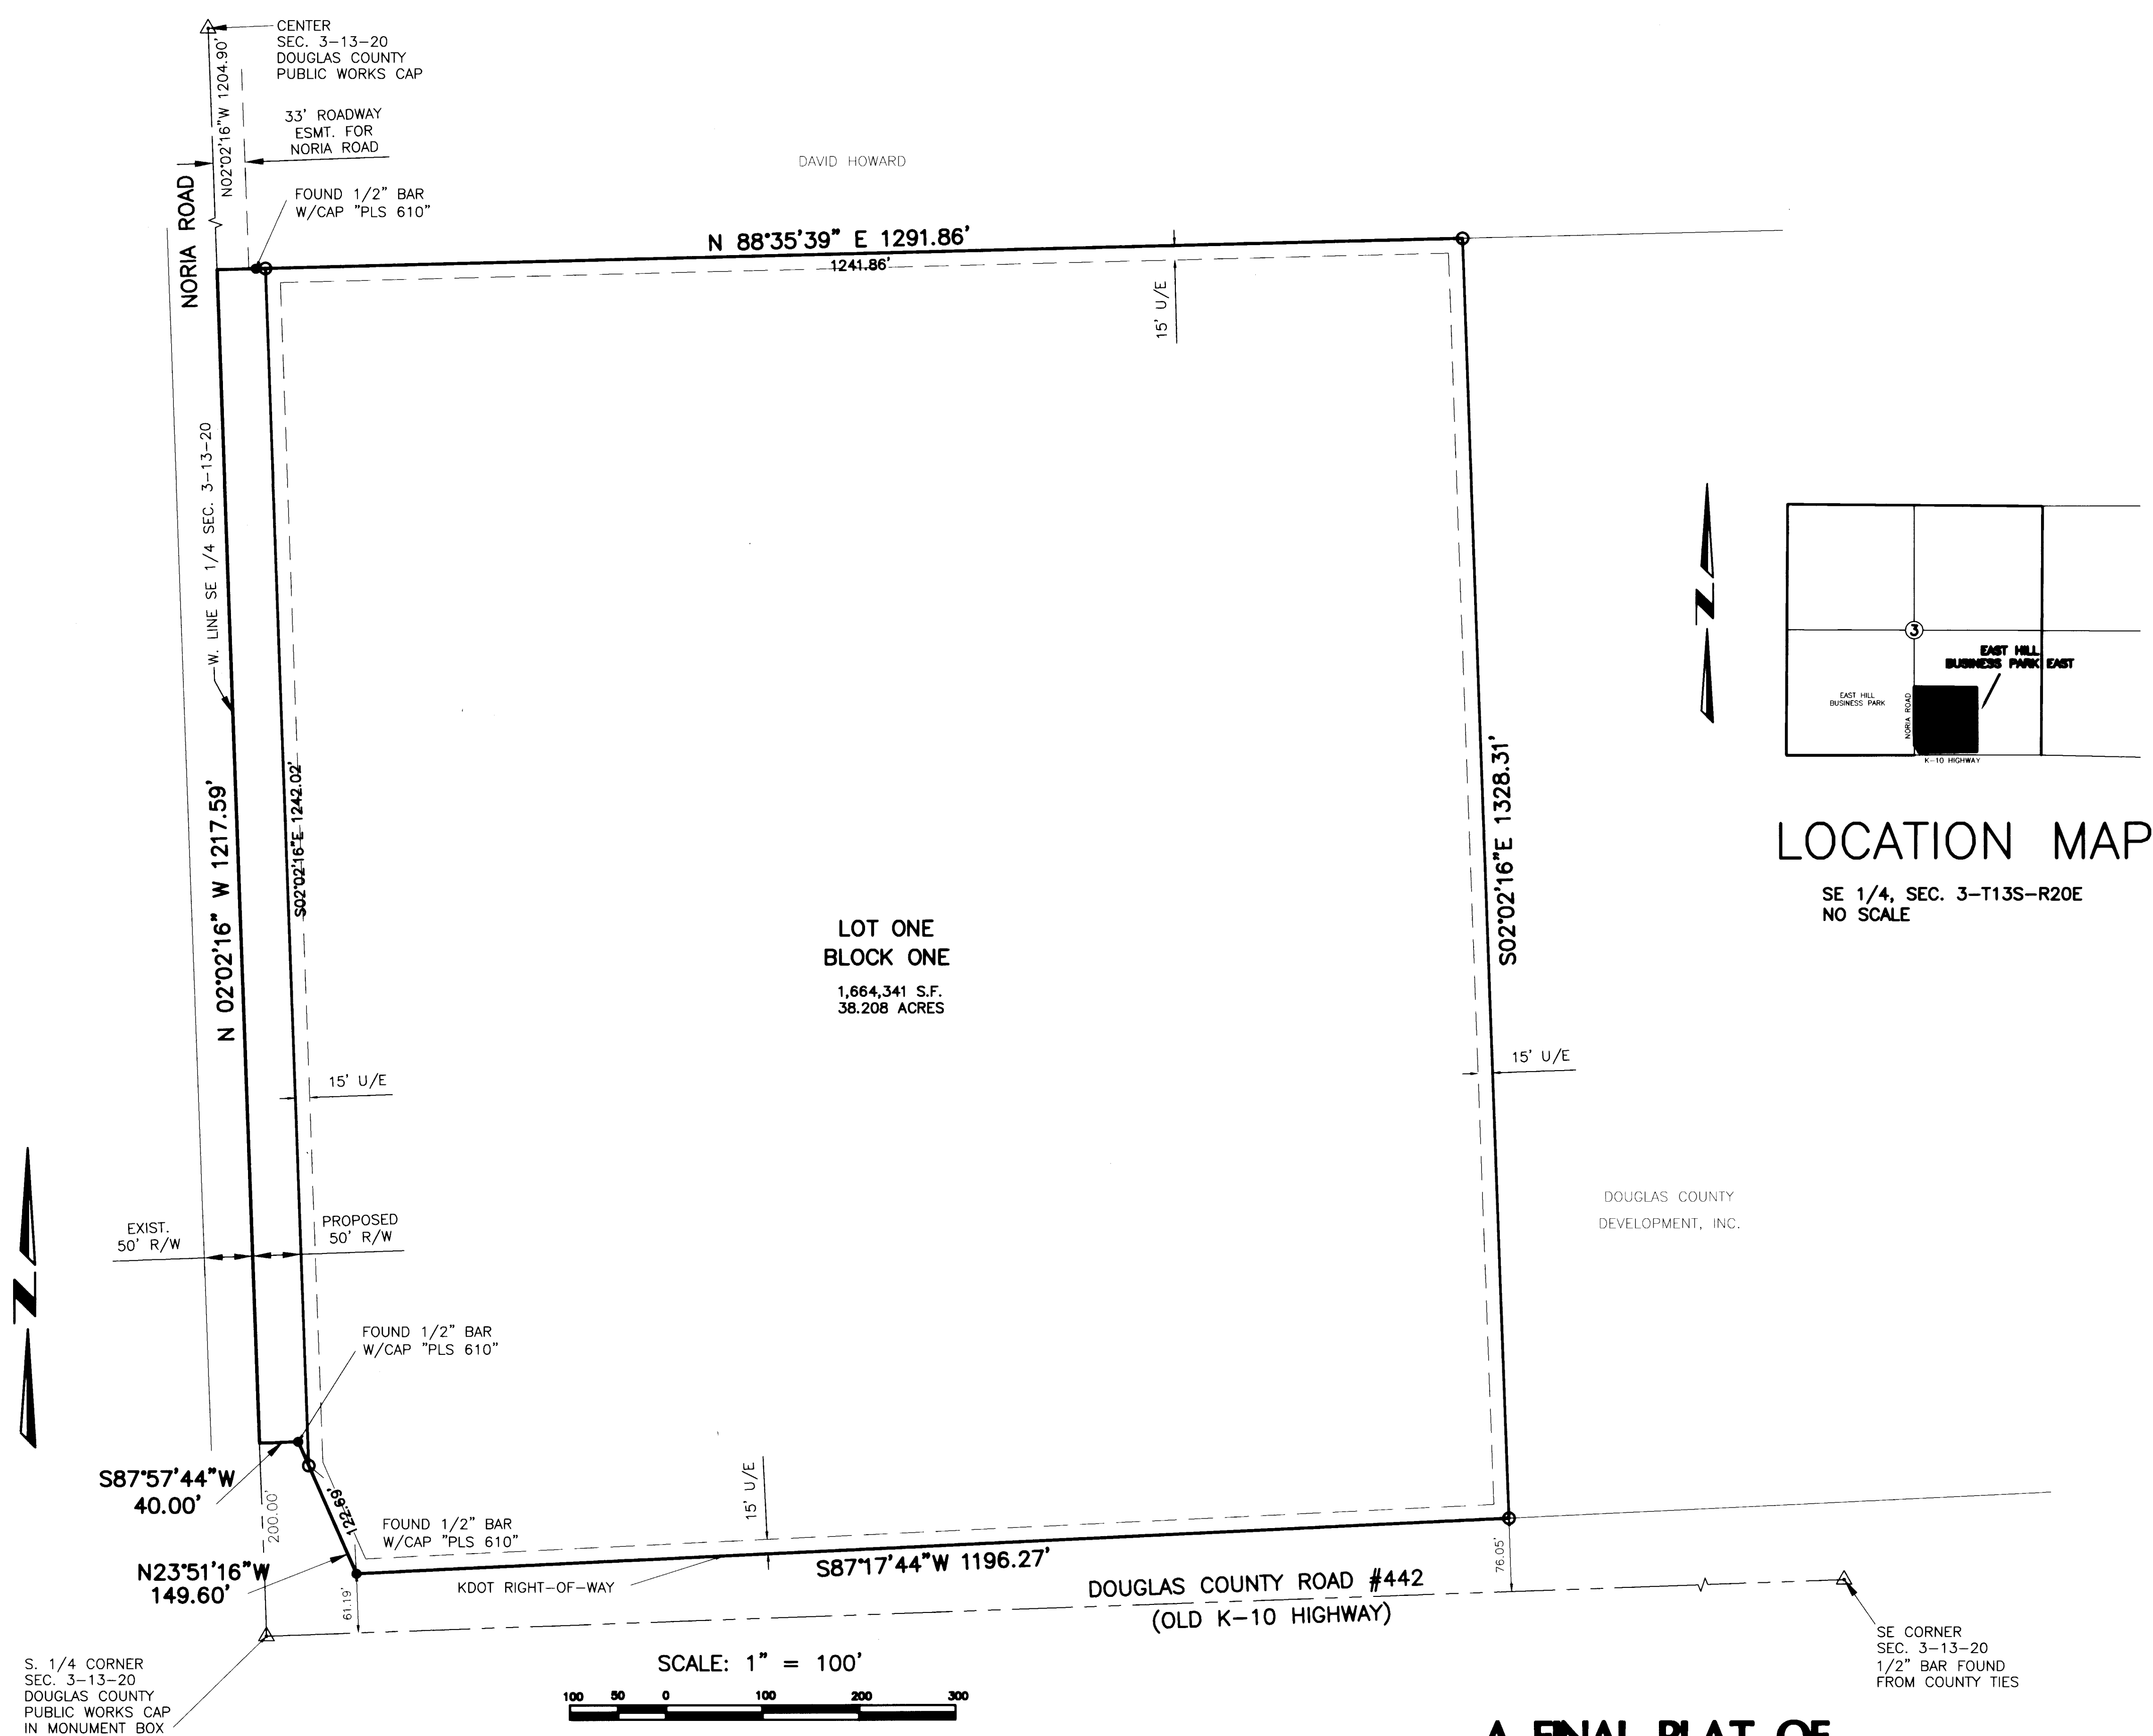 CENTER
SEC. 3-13-20
DOUGLAS COUNTY
PUBLIC WORKS CAP
N02°02'16"W 1204.90'
33' ROADWAY
ESMT. FOR
NORIA ROAD
DAVID HOWARD
NORIA ROAD
FOUND 1/2" BAR
W/CAP "PLS 610"
N 88°35'39" E 1291.86'
1241.86'
15' U/E
W. LINE SE 1/4 SEC. 3-13-20
N 02°02'16" W 1217.59'
S02°02'16"E 1242.02'
S02°02'16"E 1328.31'
LOT ONE
BLOCK ONE
1,664,341 S.F.
38.208 ACRES
15' U/E
15' U/E
N
3
EAST HILL
BUSINESS PARK EAST
EAST HILL
BUSINESS PARK
NORIA ROAD
K-10 HIGHWAY
LOCATION MAP
SE 1/4, SEC. 3-T13S-R20E
NO SCALE
DOUGLAS COUNTY
DEVELOPMENT, INC.
N
EXIST.
50' R/W
PROPOSED
50' R/W
FOUND 1/2" BAR
W/CAP "PLS 610"
S87°57'44"W
40.00'
200.00'
122.69'
FOUND 1/2" BAR
W/CAP "PLS 610"
15' U/E
N23°51'16"W
149.60'
61.19'
KDOT RIGHT-OF-WAY
S87°17'44"W 1196.27'
76.05'
DOUGLAS COUNTY ROAD #442
(OLD K-10 HIGHWAY)
S. 1/4 CORNER
SEC. 3-13-20
DOUGLAS COUNTY
PUBLIC WORKS CAP
IN MONUMENT BOX
SCALE: 1" = 100'
100 50 0 100 200 300
SE CORNER
SEC. 3-13-20
1/2" BAR FOUND
FROM COUNTY TIES
A FINAL PLAT OF